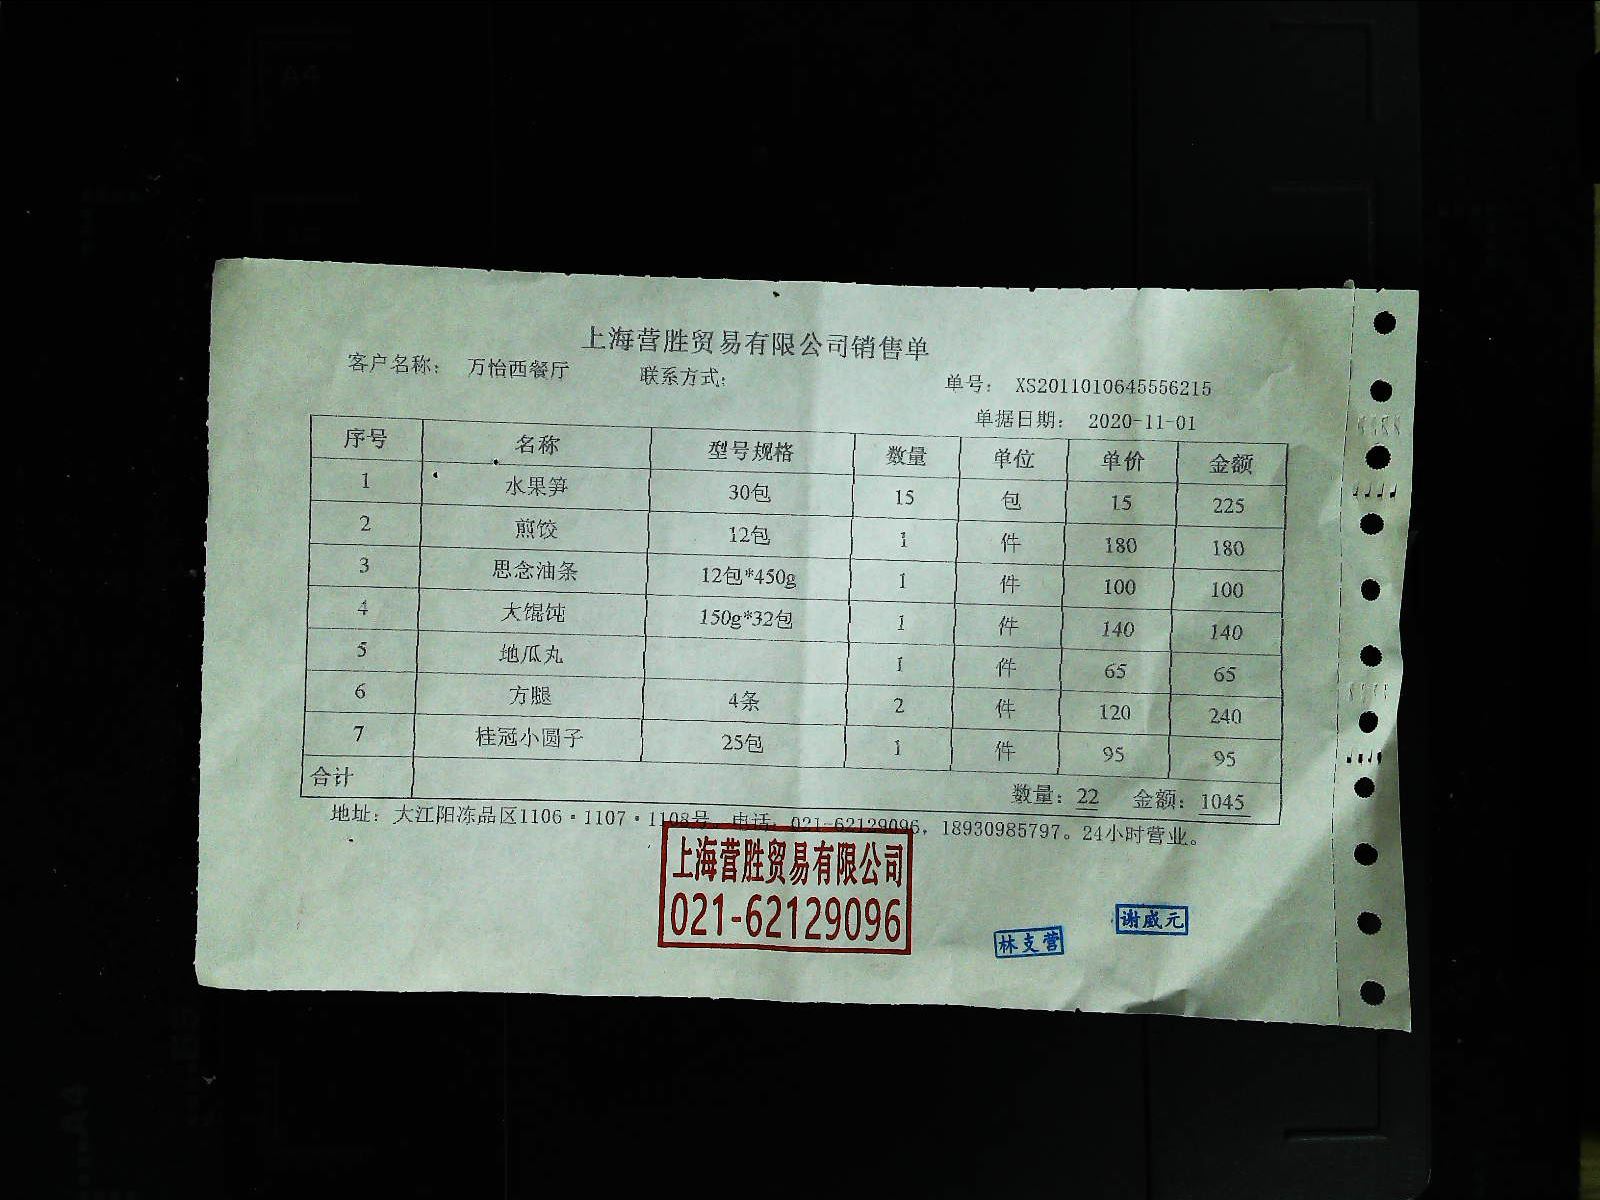 上海营胜贸易有限公司销售单
客户名称： 万怡西餐厅 联系方式： 单号： XS2011010645556215
单据日期： 2020-11-01
序号 名称 型号规格 数量 单位 单价 金额
1 水果笋 30包 15 包 15 225
2 煎饺 12包 1 件 180 180
3 思念油条 12包*450g 1 件 100 100
4 大馄饨 150g*32包 1 件 140 140
5 地瓜丸 1 件 65 65
6 方腿 4条 2 件 120 240
7 桂冠小圆子 25包 1 件 95 95
合计 数量：22 金额：1045
地址：大江阳冻品区1106·1107·1108号。电话：021-62129096，18930985797。24小时营业。
上海营胜贸易有限公司
021-62129096
林支营
谢威元